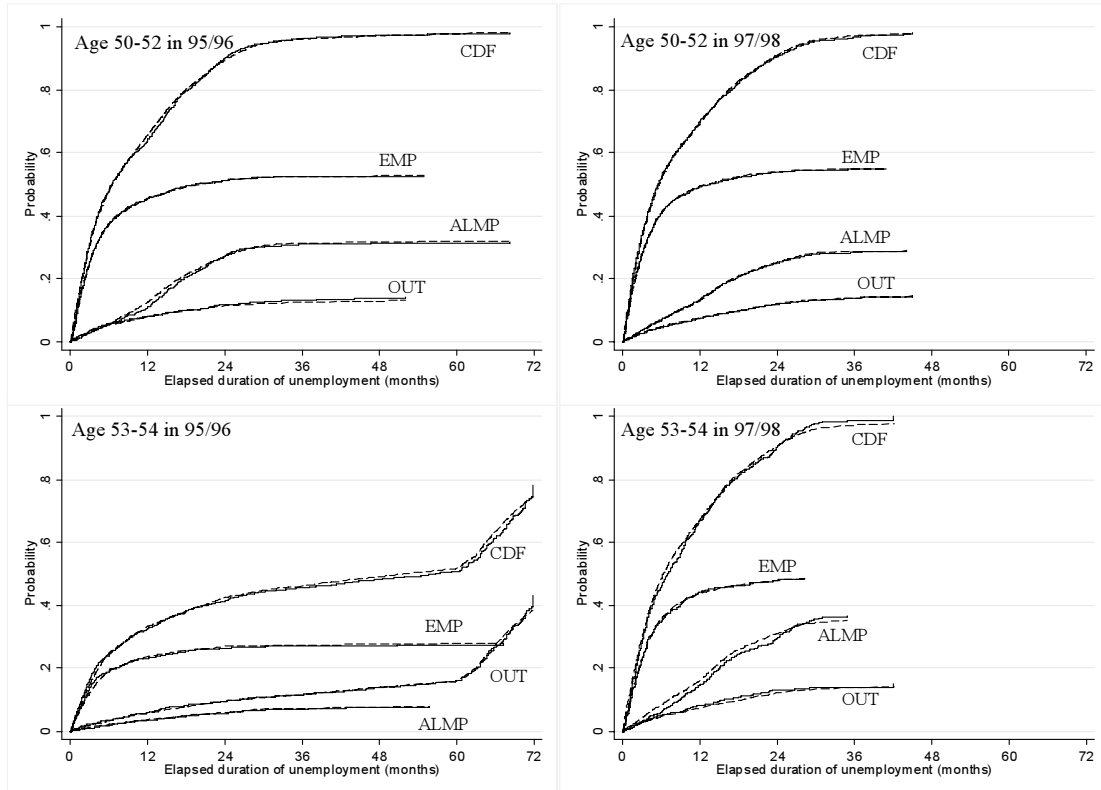 Age 50-52 in 95/96
CDF
EMP
ALMP
OUT
Probability
0
.2
.4
.6
.8
1
0 12 24 36 48 60 72
Elapsed duration of unemployment (months)
Age 50-52 in 97/98
CDF
EMP
ALMP
OUT
Probability
0
.2
.4
.6
.8
1
0 12 24 36 48 60 72
Elapsed duration of unemployment (months)
Age 53-54 in 95/96
CDF
EMP
OUT
ALMP
Probability
0
.2
.4
.6
.8
1
0 12 24 36 48 60 72
Elapsed duration of unemployment (months)
Age 53-54 in 97/98
CDF
EMP
ALMP
OUT
Probability
0
.2
.4
.6
.8
1
0 12 24 36 48 60 72
Elapsed duration of unemployment (months)